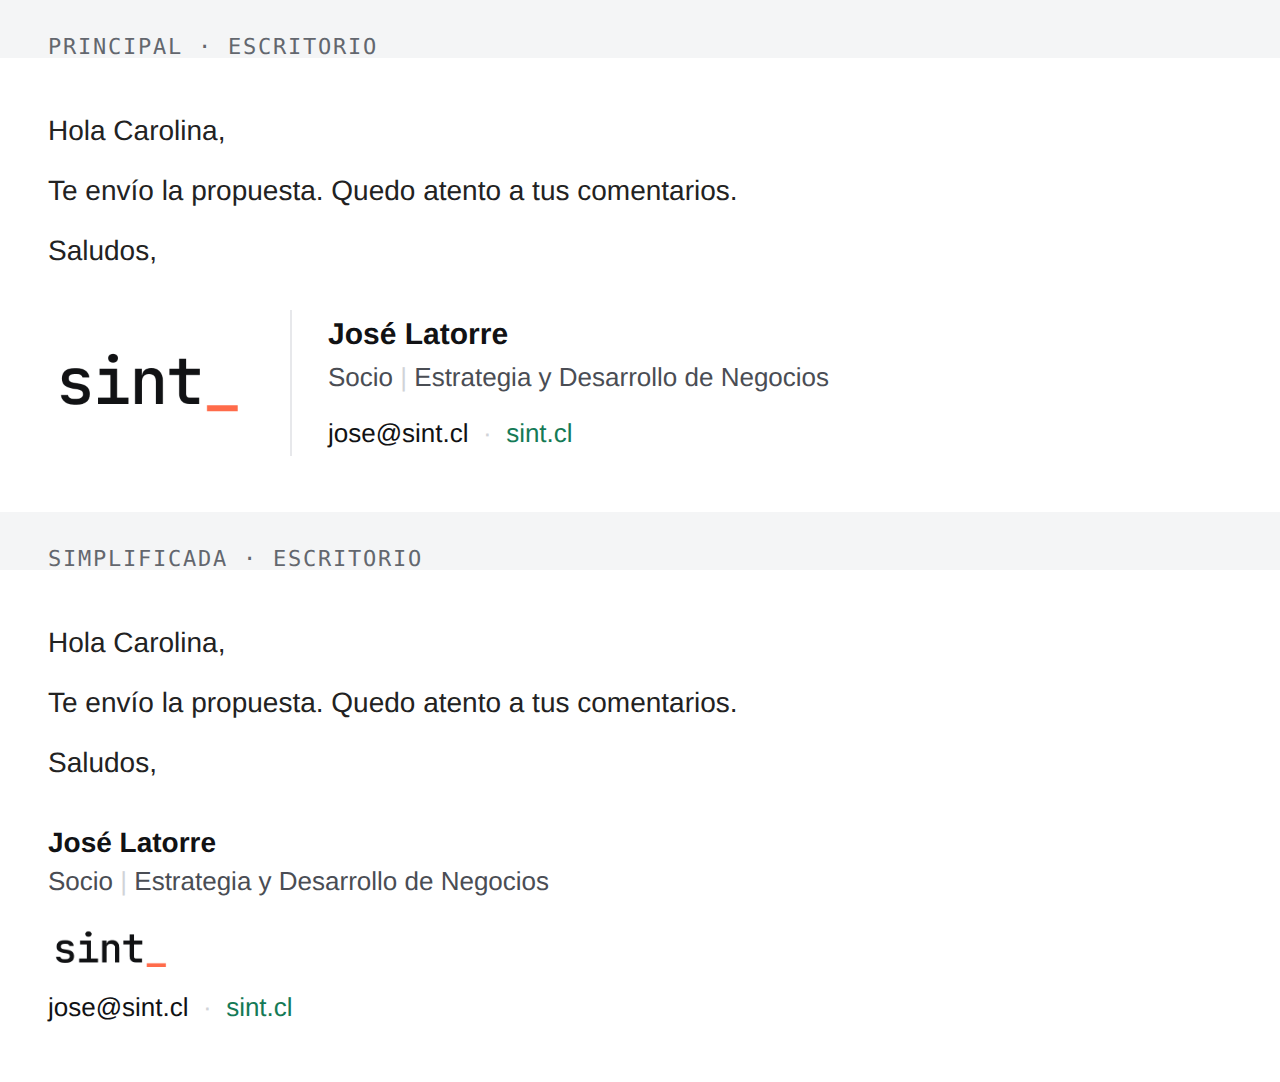 PRINCIPAL · ESCRITORIO
Hola Carolina,
Te envío la propuesta. Quedo atento a tus comentarios.
Saludos,
sint_
José Latorre
Socio | Estrategia y Desarrollo de Negocios
jose@sint.cl · sint.cl
SIMPLIFICADA · ESCRITORIO
Hola Carolina,
Te envío la propuesta. Quedo atento a tus comentarios.
Saludos,
José Latorre
Socio | Estrategia y Desarrollo de Negocios
sint_
jose@sint.cl · sint.cl